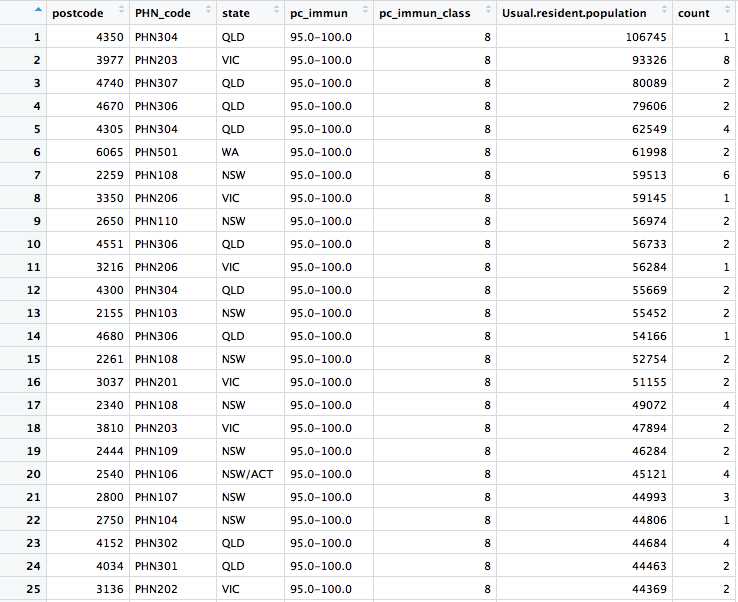 postcode PHN_code state pc_immun pc_immun_class Usual.resident.population count
1 4350 PHN304 QLD 95.0-100.0 8 106745 1
2 3977 PHN203 VIC 95.0-100.0 8 93326 8
3 4740 PHN307 QLD 95.0-100.0 8 80089 2
4 4670 PHN306 QLD 95.0-100.0 8 79606 2
5 4305 PHN304 QLD 95.0-100.0 8 62549 4
6 6065 PHN501 WA 95.0-100.0 8 61998 2
7 2259 PHN108 NSW 95.0-100.0 8 59513 6
8 3350 PHN206 VIC 95.0-100.0 8 59145 1
9 2650 PHN110 NSW 95.0-100.0 8 56974 2
10 4551 PHN306 QLD 95.0-100.0 8 56733 2
11 3216 PHN206 VIC 95.0-100.0 8 56284 1
12 4300 PHN304 QLD 95.0-100.0 8 55669 2
13 2155 PHN103 NSW 95.0-100.0 8 55452 2
14 4680 PHN306 QLD 95.0-100.0 8 54166 1
15 2261 PHN108 NSW 95.0-100.0 8 52754 2
16 3037 PHN201 VIC 95.0-100.0 8 51155 2
17 2340 PHN108 NSW 95.0-100.0 8 49072 4
18 3810 PHN203 VIC 95.0-100.0 8 47894 2
19 2444 PHN109 NSW 95.0-100.0 8 46284 2
20 2540 PHN106 NSW/ACT 95.0-100.0 8 45121 4
21 2800 PHN107 NSW 95.0-100.0 8 44993 3
22 2750 PHN104 NSW 95.0-100.0 8 44806 1
23 4152 PHN302 QLD 95.0-100.0 8 44684 4
24 4034 PHN301 QLD 95.0-100.0 8 44463 2
25 3136 PHN202 VIC 95.0-100.0 8 44369 2